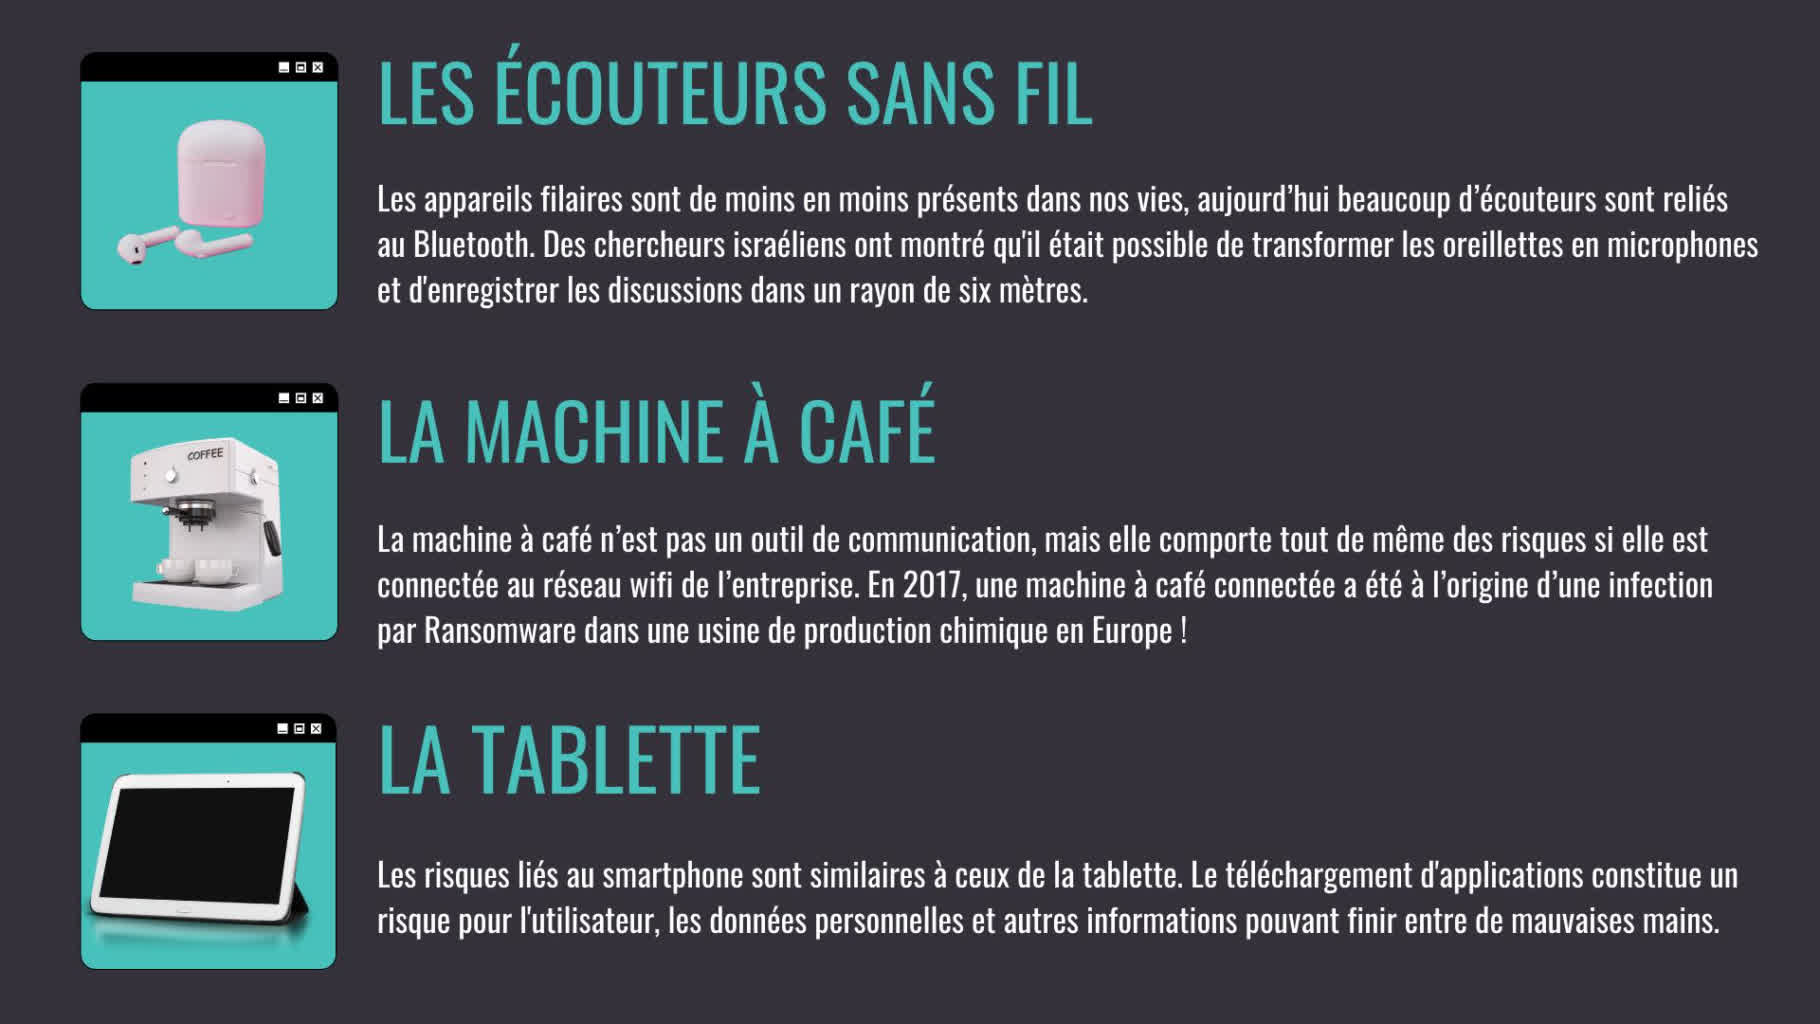 LES ÉCOUTEURS SANS FIL
Les appareils filaires sont de moins en moins présents dans nos vies, aujourd’hui beaucoup d’écouteurs sont reliés
au Bluetooth. Des chercheurs israéliens ont montré qu'il était possible de transformer les oreillettes en microphones
et d'enregistrer les discussions dans un rayon de six mètres.
COFFEE
LA MACHINE À CAFÉ
La machine à café n’est pas un outil de communication, mais elle comporte tout de même des risques si elle est
connectée au réseau wifi de l’entreprise. En 2017, une machine à café connectée a été à l’origine d’une infection
par Ransomware dans une usine de production chimique en Europe !
LA TABLETTE
Les risques liés au smartphone sont similaires à ceux de la tablette. Le téléchargement d'applications constitue un
risque pour l'utilisateur, les données personnelles et autres informations pouvant finir entre de mauvaises mains.